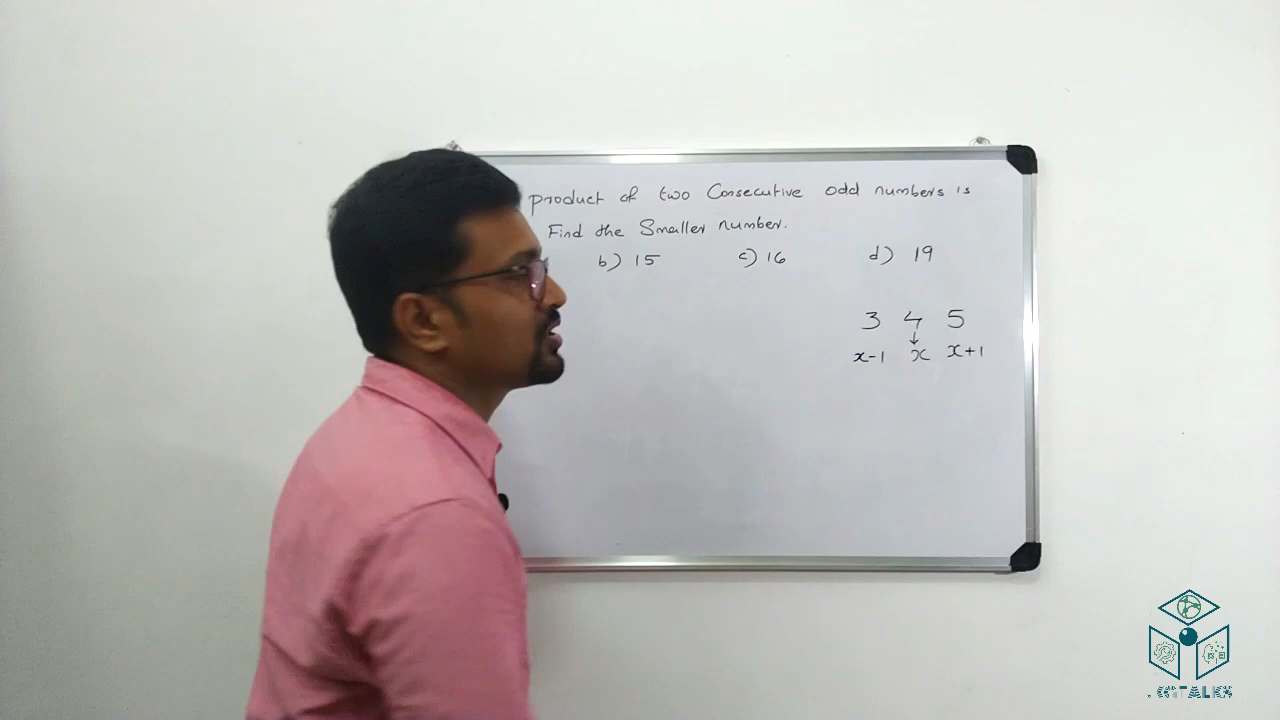 product of two Consecutive odd numbers is
Find the Smaller number.
b) 15 c) 16 d) 19
3 4 5
x-1 x x+1